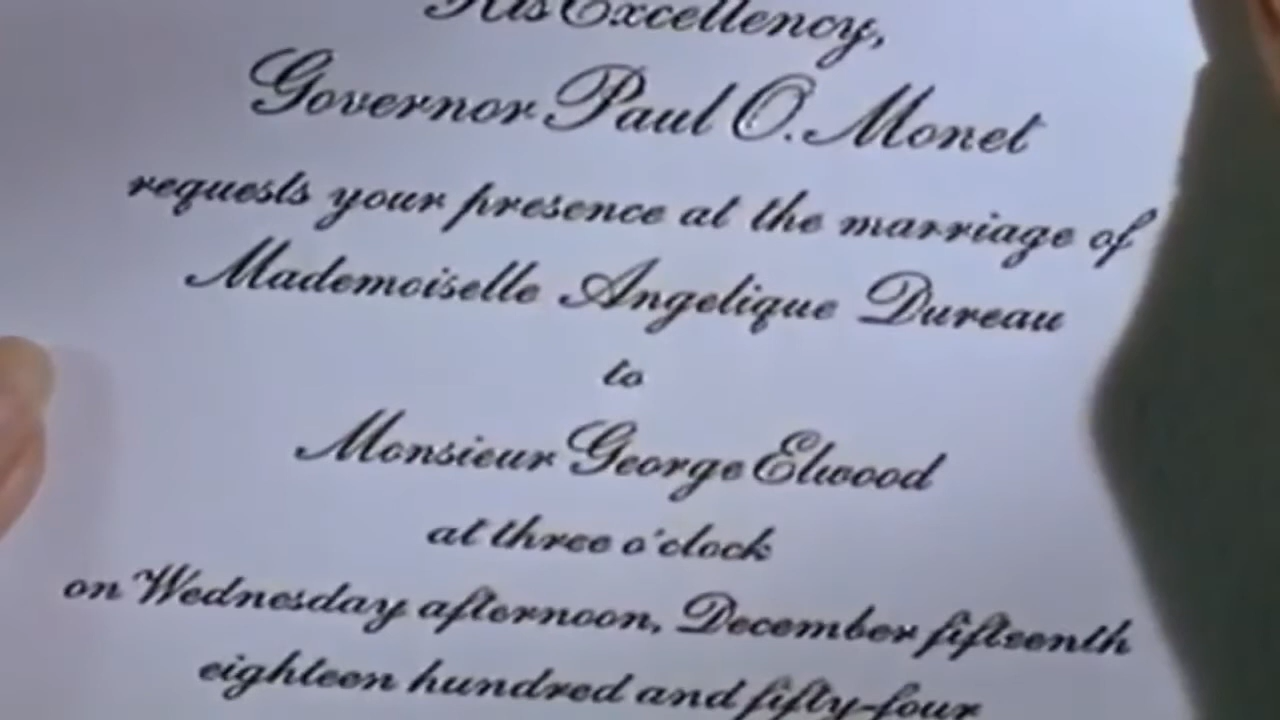 His Excellency,
Governor Paul O. Monet
requests your presence at the marriage of
Mademoiselle Angelique Dureau
to
Monsieur George Elwood
at three o'clock
on Wednesday afternoon, December fifteenth
eighteen hundred and fifty-four